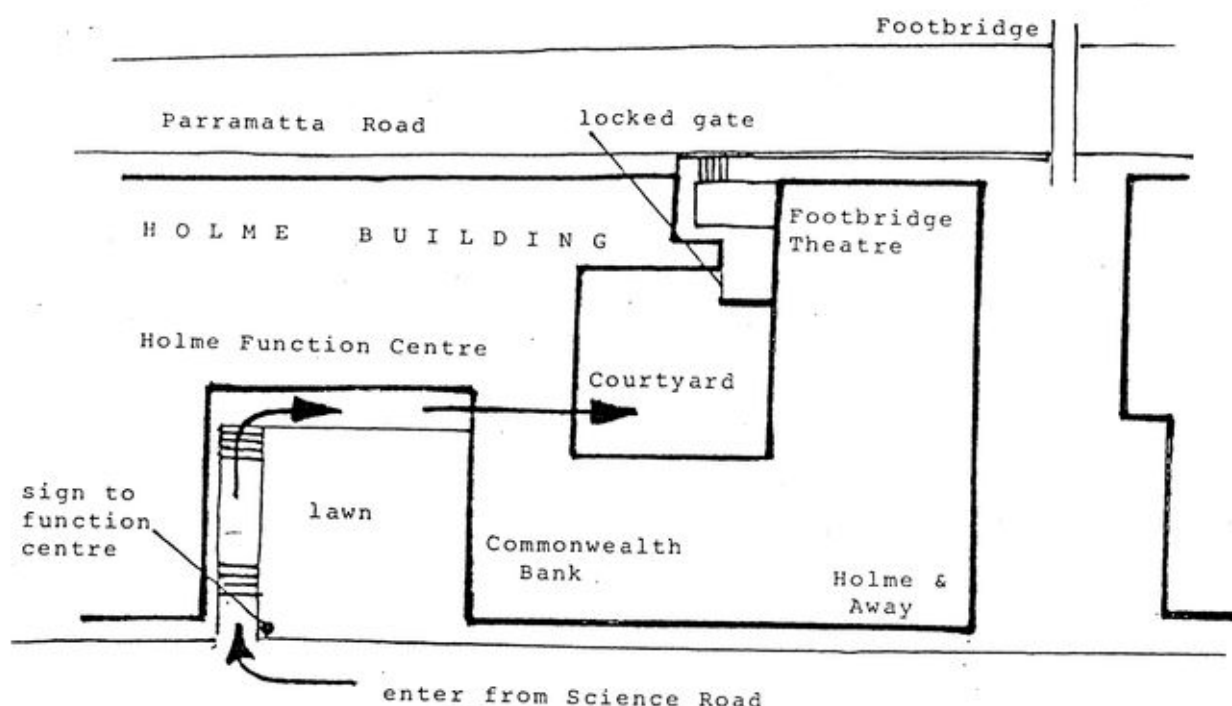 Footbridge
Parramatta Road
locked gate
HOLME BUILDING
Footbridge
Theatre
Holme Function Centre
Courtyard
sign to
function
centre
lawn
Commonwealth
Bank
Holme &
Away
enter from Science Road